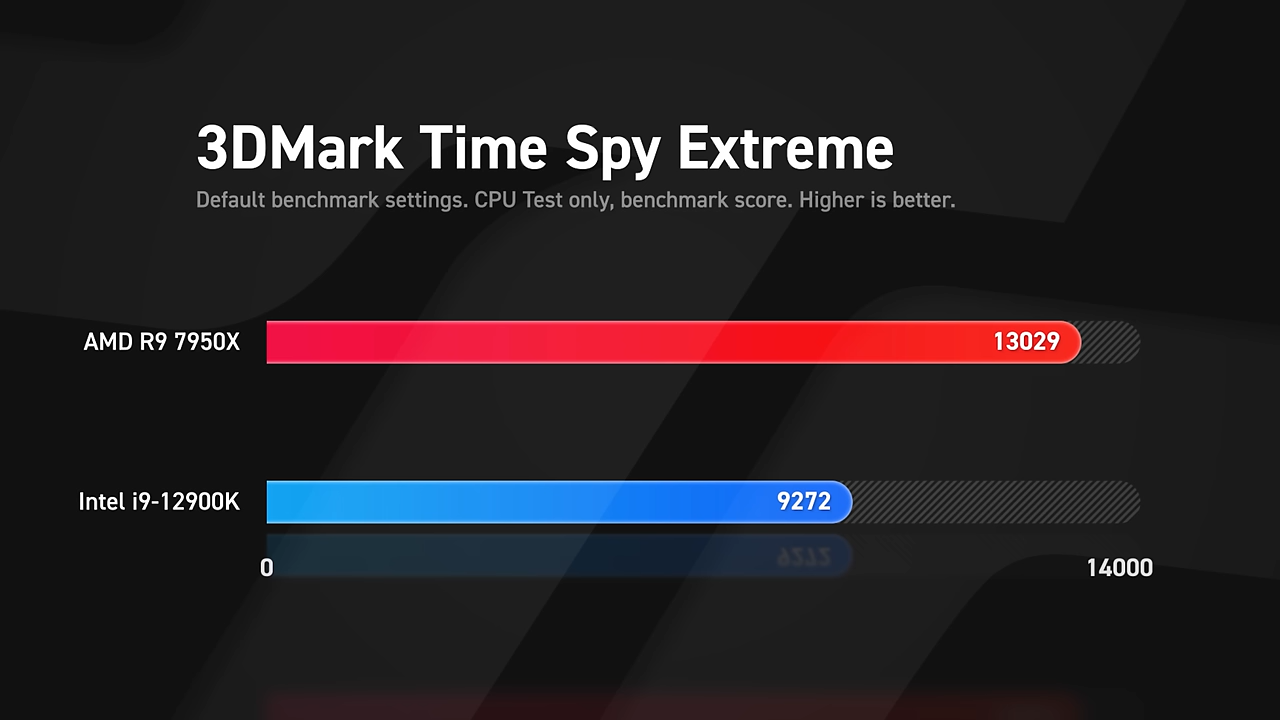 3DMark Time Spy Extreme
Default benchmark settings. CPU Test only, benchmark score. Higher is better.
AMD R9 7950X 13029
Intel i9-12900K 9272
0 14000